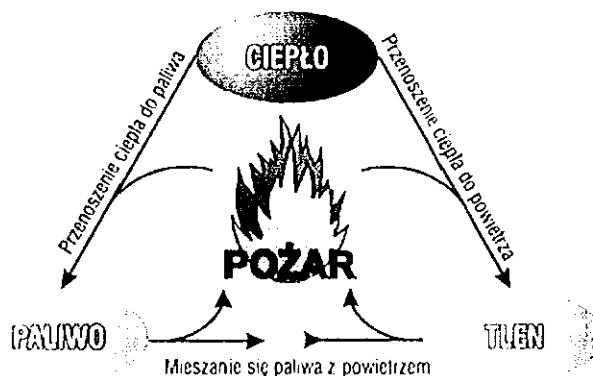 CIEPŁO
Przenoszenie ciepła do paliwa
Przenoszenie ciepła do powietrza
POŻAR
PALIWO
TLEN
Mieszanie się paliwa z powietrzem